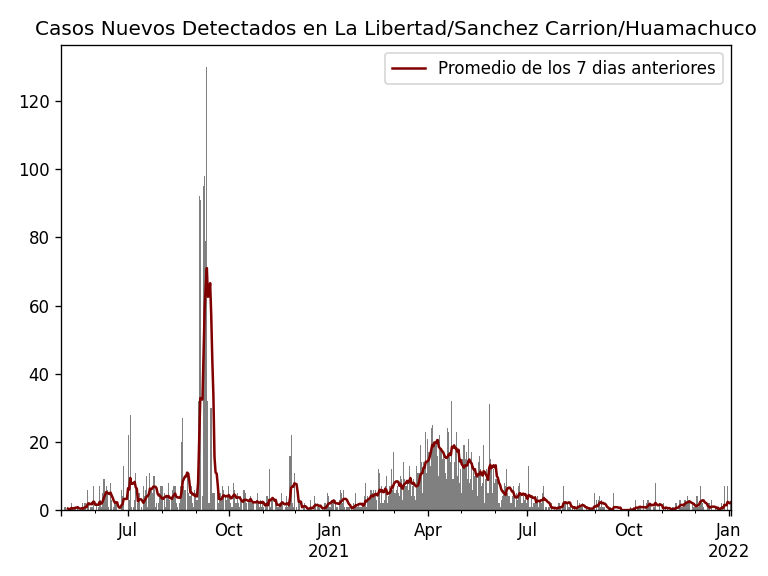 Casos Nuevos Detectados en La Libertad/Sanchez Carrion/Huamachuco
Promedio de los 7 dias anteriores
120
100
80
60
40
20
0
Jul Oct Jan Apr Jul Oct Jan
2021 2022